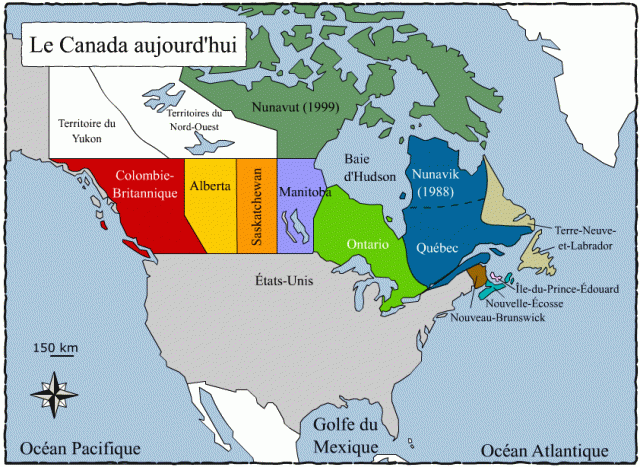 Le Canada aujourd'hui
Nunavut (1999)
Territoires du
Nord-Ouest
Territoire du
Yukon
Baie
d'Hudson
Colombie-
Britannique
Alberta
Saskatchewan
Manitoba
Nunavik
(1988)
Ontario
Québec
Terre-Neuve-
et-Labrador
États-Unis
Île-du-Prince-Édouard
Nouvelle-Écosse
Nouveau-Brunswick
150 km
Golfe du
Mexique
Océan Pacifique
Océan Atlantique